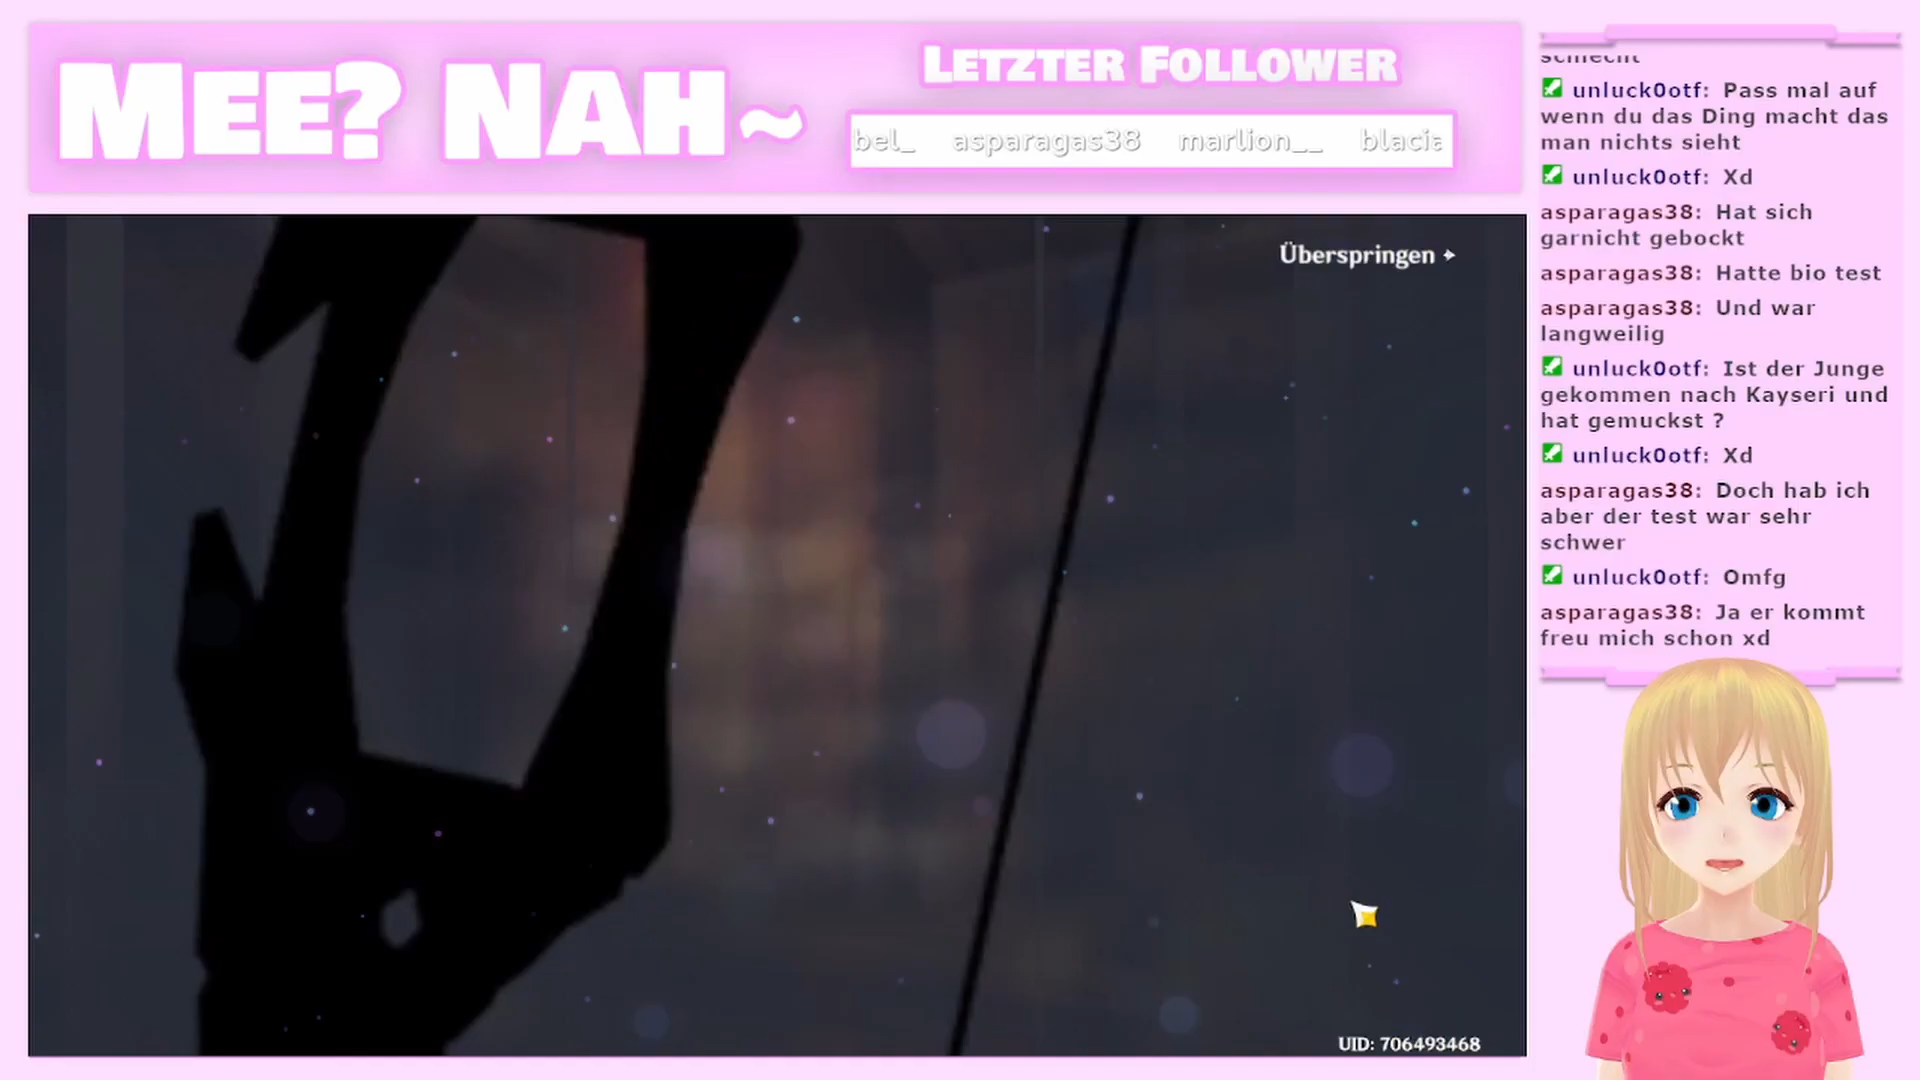 MEE? NAH~
LETZTER FOLLOWER
bel_ asparagas38 marlion__
Überspringen
UID: 706493468
unluck0otf: Pass mal auf
wenn du das Ding macht das
man nichts sieht
unluck0otf: Xd
asparagas38: Hat sich
garnicht gebockt
asparagas38: Hatte bio test
asparagas38: Und war
langweilig
unluck0otf: Ist der Junge
gekommen nach Kayseri und
hat gemuckst ?
unluck0otf: Xd
asparagas38: Doch hab ich
aber der test war sehr
schwer
unluck0otf: Omfg
asparagas38: Ja er kommt
freu mich schon xd